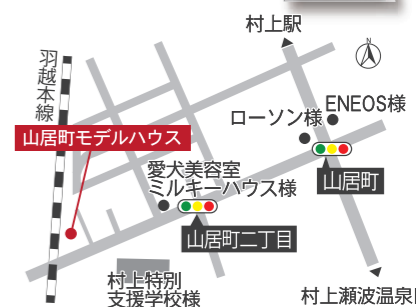 村上駅
N
羽越本線
ENEOS様
ローソン様
山居町モデルハウス
愛犬美容室
ミルキーハウス様
山居町
山居町二丁目
村上特別
支援学校様
村上瀬波温泉